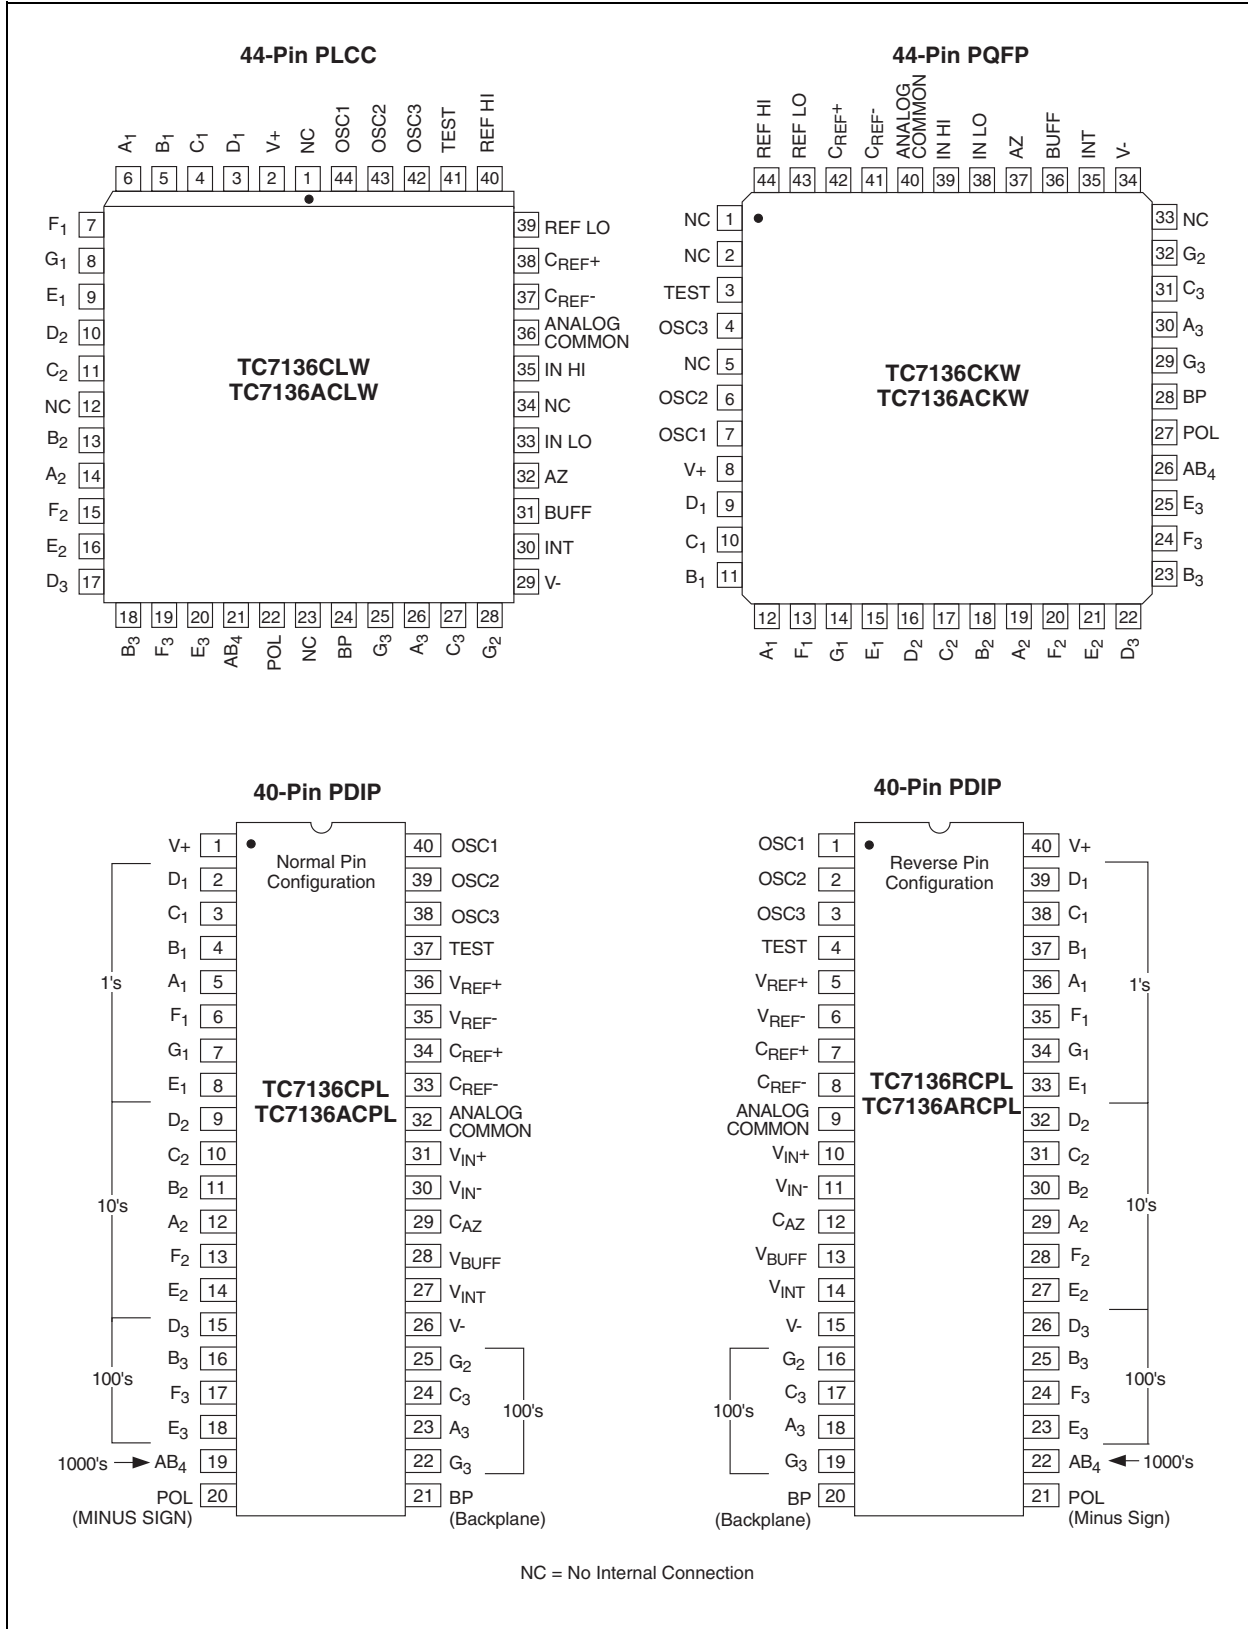 44-Pin PLCC
A1 B1 C1 D1 V+ NC OSC1 OSC2 OSC3 TEST REF HI
6 5 4 3 2 1 44 43 42 41 40
F1 7 39 REF LO
G1 8 38 CREF+
E1 9 37 CREF-
D2 10 36 ANALOG COMMON
C2 11 35 IN HI
NC 12 34 NC
B2 13 33 IN LO
A2 14 32 AZ
F2 15 31 BUFF
E2 16 30 INT
D3 17 29 V-
TC7136CLW
TC7136ACLW
18 19 20 21 22 23 24 25 26 27 28
B3 F3 E3 AB4 POL NC BP G3 A3 C3 G2
44-Pin PQFP
REF HI REF LO CREF+ CREF- ANALOG COMMON IN HI IN LO AZ BUFF INT V-
44 43 42 41 40 39 38 37 36 35 34
NC 1 33 NC
NC 2 32 G2
TEST 3 31 C3
OSC3 4 30 A3
NC 5 29 G3
OSC2 6 28 BP
OSC1 7 27 POL
V+ 8 26 AB4
D1 9 25 E3
C1 10 24 F3
B1 11 23 B3
TC7136CKW
TC7136ACKW
12 13 14 15 16 17 18 19 20 21 22
A1 F1 G1 E1 D2 C2 B2 A2 F2 E2 D3
40-Pin PDIP
Normal Pin
Configuration
V+ 1 40 OSC1
D1 2 39 OSC2
C1 3 38 OSC3
B1 4 37 TEST
A1 5 36 VREF+
F1 6 35 VREF-
G1 7 34 CREF+
E1 8 33 CREF-
D2 9 32 ANALOG COMMON
C2 10 31 VIN+
B2 11 30 VIN-
A2 12 29 CAZ
F2 13 28 VBUFF
E2 14 27 VINT
D3 15 26 V-
B3 16 25 G2
F3 17 24 C3
E3 18 23 A3
AB4 19 22 G3
POL 20 21 BP
(MINUS SIGN) (Backplane)
1's
10's
100's
1000's
100's
TC7136CPL
TC7136ACPL
40-Pin PDIP
Reverse Pin
Configuration
OSC1 1 40 V+
OSC2 2 39 D1
OSC3 3 38 C1
TEST 4 37 B1
VREF+ 5 36 A1
VREF- 6 35 F1
CREF+ 7 34 G1
CREF- 8 33 E1
ANALOG COMMON 9 32 D2
VIN+ 10 31 C2
VIN- 11 30 B2
CAZ 12 29 A2
VBUFF 13 28 F2
VINT 14 27 E2
V- 15 26 D3
G2 16 25 B3
C3 17 24 F3
A3 18 23 E3
G3 19 22 AB4
BP 20 21 POL
(Backplane) (Minus Sign)
100's
1's
10's
100's
1000's
TC7136RCPL
TC7136ARCPL
NC = No Internal Connection